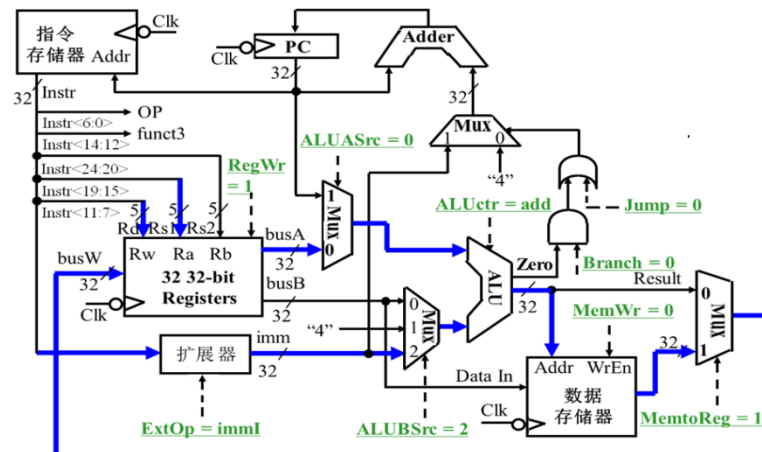 指令
存储器
Addr
Clk
32
Instr
OP
Instr<6:0>
funct3
Instr<14:12>
Instr<24:20>
Instr<19:15>
Instr<11:7>
Clk
PC
32
Adder
32
Mux
1
0
"4"
ALUASrc = 0
RegWr
= 1
5
5
5
Rd
Rs1
Rs2
Rw
Ra
Rb
busW
32
32 32-bit
Registers
Clk
busA
32
busB
32
1
Mux
0
ALUctr = add
Zero
ALU
32
Jump = 0
Branch = 0
Result
MemWr = 0
0
Mux
1
"4"
0
1
Mux
2
扩展器
imm
32
ExtOp = immI
ALUBSrc = 2
Data In
Addr
WrEn
数据
存储器
Clk
32
MemtoReg = 1